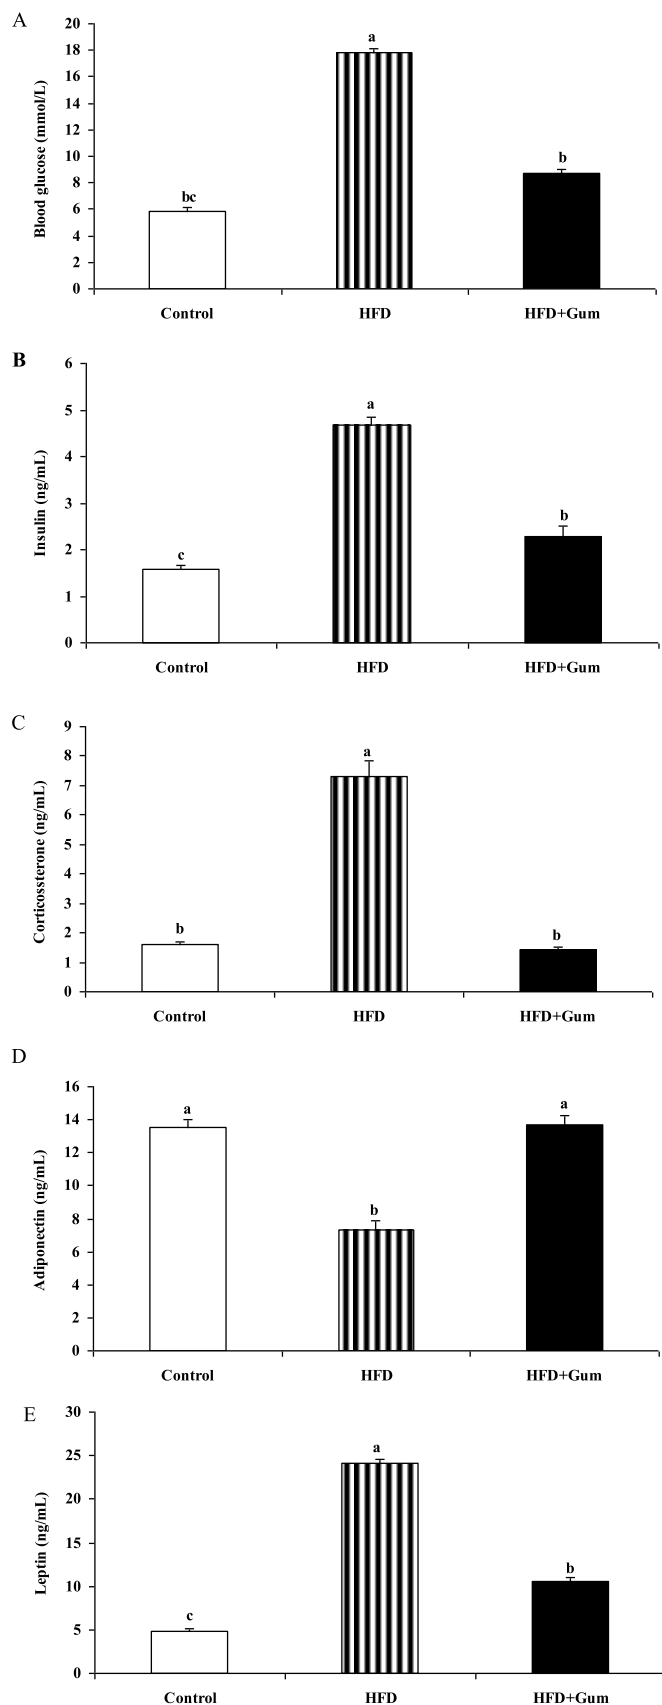 A
Blood glucose (mmol/L)
20
18
16
14
12
10
8
6
4
2
0
bc
a
b
Control HFD HFD+Gum
B
Insulin (ng/mL)
6
5
4
3
2
1
0
c
a
b
Control HFD HFD+Gum
C
Corticossterone (ng/mL)
9
8
7
6
5
4
3
2
1
0
b
a
b
Control HFD HFD+Gum
D
Adiponectin (ng/mL)
16
14
12
10
8
6
4
2
0
a
b
a
Control HFD HFD+Gum
E
Leptin (ng/mL)
30
25
20
15
10
5
0
c
a
b
Control HFD HFD+Gum